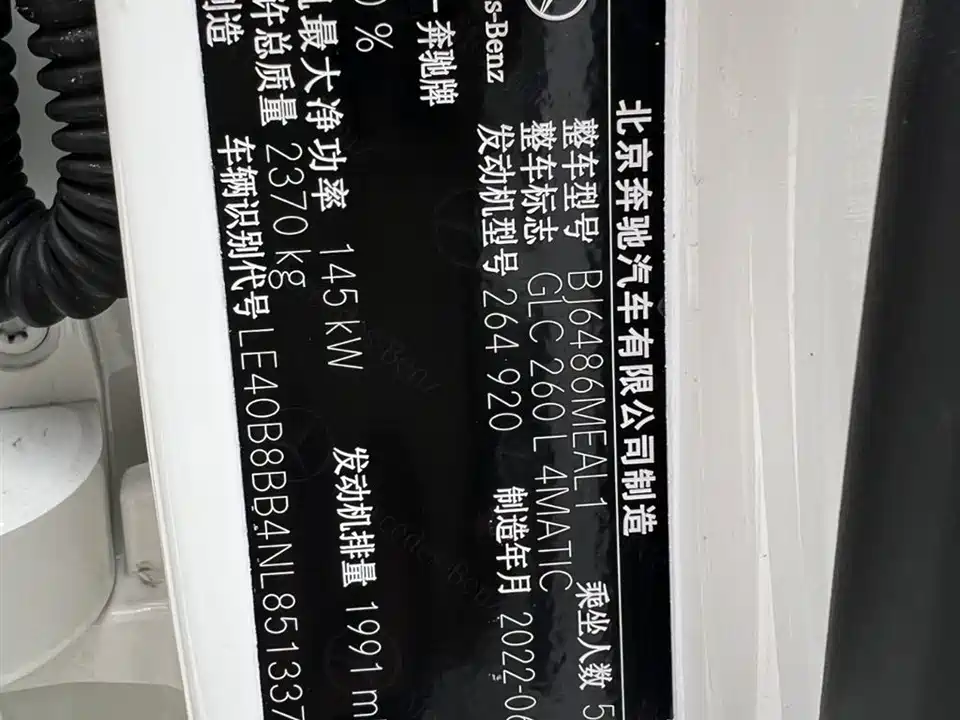 北京奔驰汽车有限公司制造
整车型号 BJ6486MEAL1 乘坐人数 5
整车标志 GLC 260 L 4MATIC
发动机型号 264 920 制造年月 2022-06
s-Benz
奔驰牌
%
最大净功率 145 kW 发动机排量 1991 m
许总质量 2370 kg
车辆识别代号 LE40B8BB4NL851337
制造